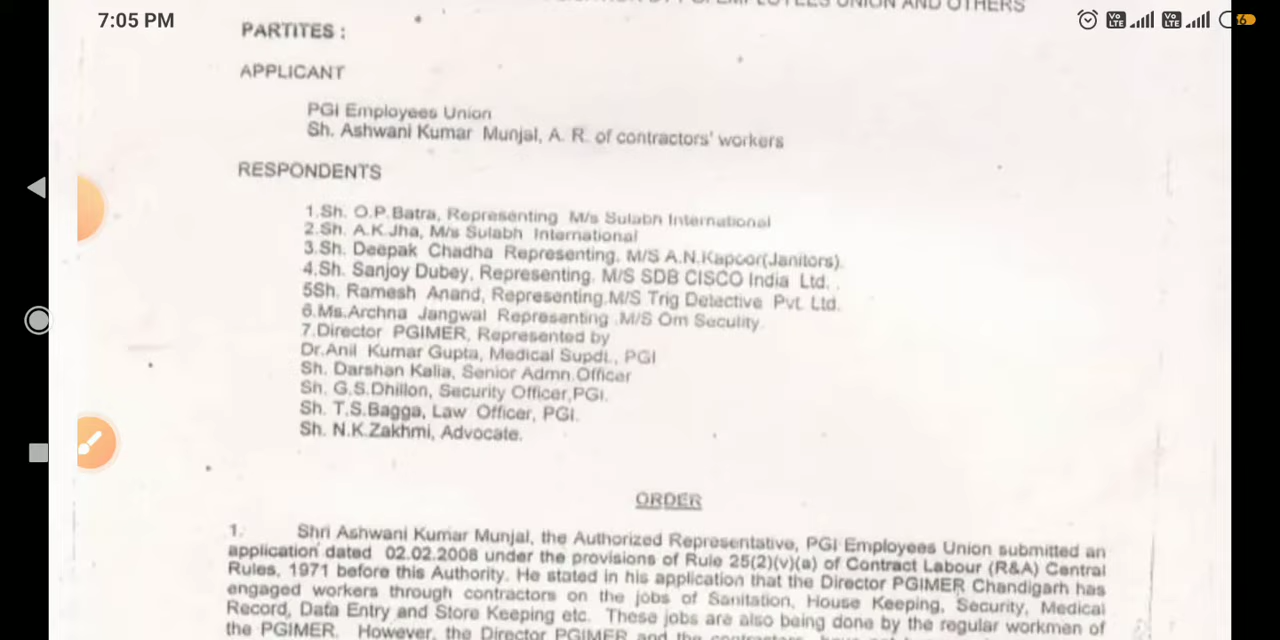 7:05 PM
UNION AND OTHERS
PARTITES :
APPLICANT
PGI Employees Union
Sh. Ashwani Kumar Munjal, A. R. of contractors' workers
RESPONDENTS
1.Sh. O.P.Batra, Representing M/s Sulabh International
2.Sh. A.K.Jha, M/s Sulabh International
3.Sh. Deepak Chadha Representing, M/S A.N.Kapoor(Janitors).
4.Sh. Sanjoy Dubey, Representing. M/S SDB CISCO India Ltd. .
5Sh. Ramesh Anand, Representing.M/S Trig Detective Pvt. Ltd.
6.Ms.Archna Jangwal Representing .M/S Om Seculity.
7.Director PGIMER, Represented by
Dr.Anil Kumar Gupta, Medical Supdt., PGI
Sh. Darshan Kalia, Senior Admn.Officer
Sh. G.S.Dhillon, Security Officer,PGI.
Sh. T.S.Bagga, Law Officer, PGI.
Sh. N.K.Zakhmi, Advocate.
ORDER
1. Shri Ashwani Kumar Munjal, the Authorized Representative, PGI Employees Union submitted an
application dated 02.02.2008 under the provisions of Rule 25(2)(v)(a) of Contract Labour (R&A) Central
Rules, 1971 before this Authority. He stated in his application that the Director PGIMER Chandigarh has
engaged workers through contractors on the jobs of Sanitation, House Keeping, Security, Medical
Record, Data Entry and Store Keeping etc. These jobs are also being done by the regular workmen of
the PGIMER. However, the Director PGIMER and the contractors